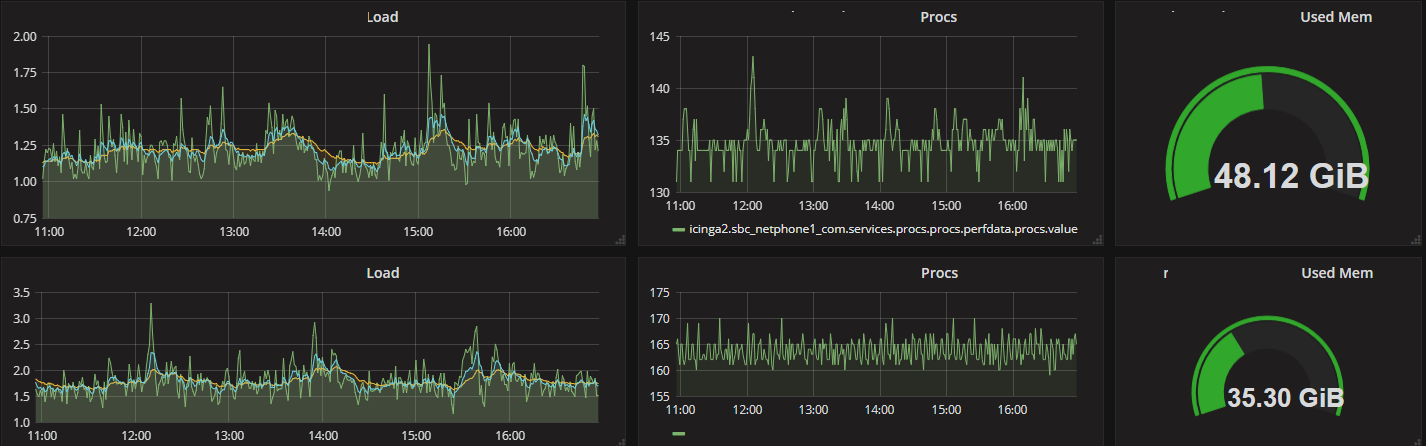 Load
2.00
1.75
1.50
1.25
1.00
0.75
11:00 12:00 13:00 14:00 15:00 16:00
Procs
145
140
135
130
11:00 12:00 13:00 14:00 15:00 16:00
icinga2.sbc_netphone1_com.services.procs.procs.perfdata.procs.value
Used Mem
48.12 GiB
Load
3.5
3.0
2.5
2.0
1.5
1.0
11:00 12:00 13:00 14:00 15:00 16:00
Procs
175
170
165
160
155
11:00 12:00 13:00 14:00 15:00 16:00
Used Mem
35.30 GiB